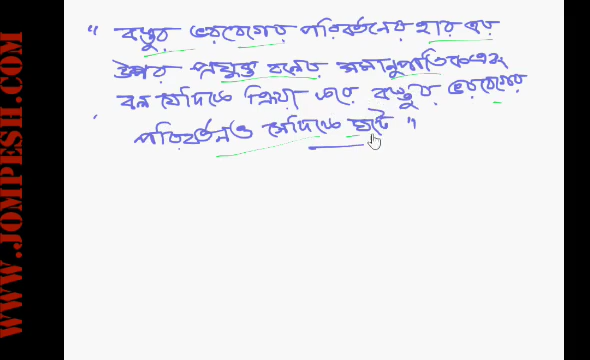 WWW.JOMPESH.COM
" বস্তুর ভরবেগের পরিবর্তনের হার এর
উপর প্রযুক্ত বলের সমানুপাতিক এবং
বল যেদিকে ক্রিয়া করে বস্তুর ভরবেগের
পরিবর্তনও সেদিকে ঘটে "